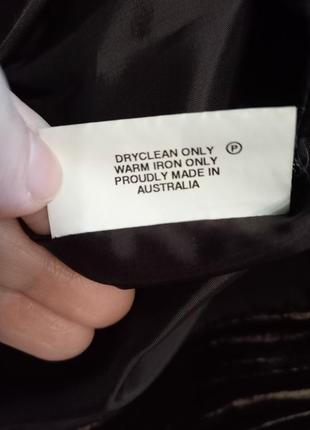 DRYCLEAN ONLY Ⓟ
WARM IRON ONLY
PROUDLY MADE IN
AUSTRALIA